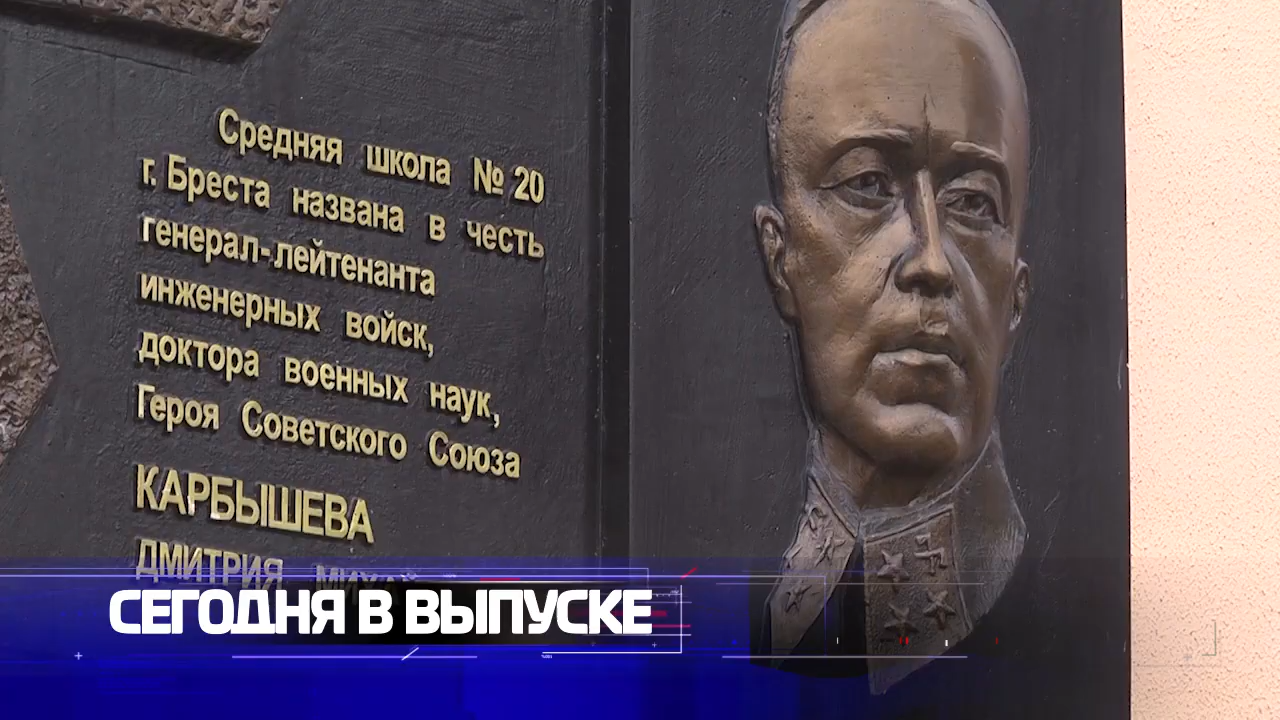 Средняя школа № 20
г. Бреста названа в честь
генерал-лейтенанта
инженерных войск,
доктора военных наук,
Героя Советского Союза
КАРБЫШЕВА
ДМИТРИЯ
СЕГОДНЯ В ВЫПУСКЕ